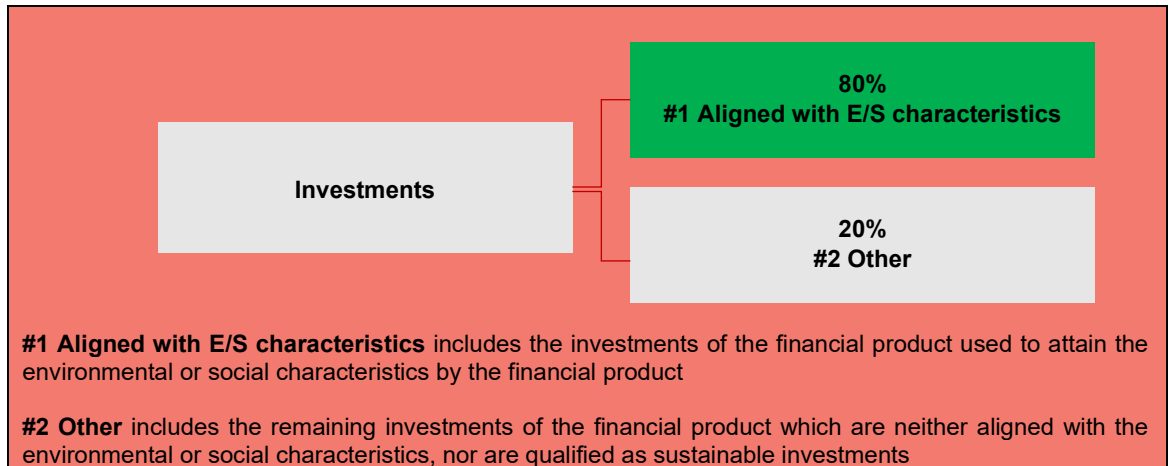 80%
#1 Aligned with E/S characteristics
Investments
20%
#2 Other
#1 Aligned with E/S characteristics includes the investments of the financial product used to attain the
environmental or social characteristics by the financial product
#2 Other includes the remaining investments of the financial product which are neither aligned with the
environmental or social characteristics, nor are qualified as sustainable investments